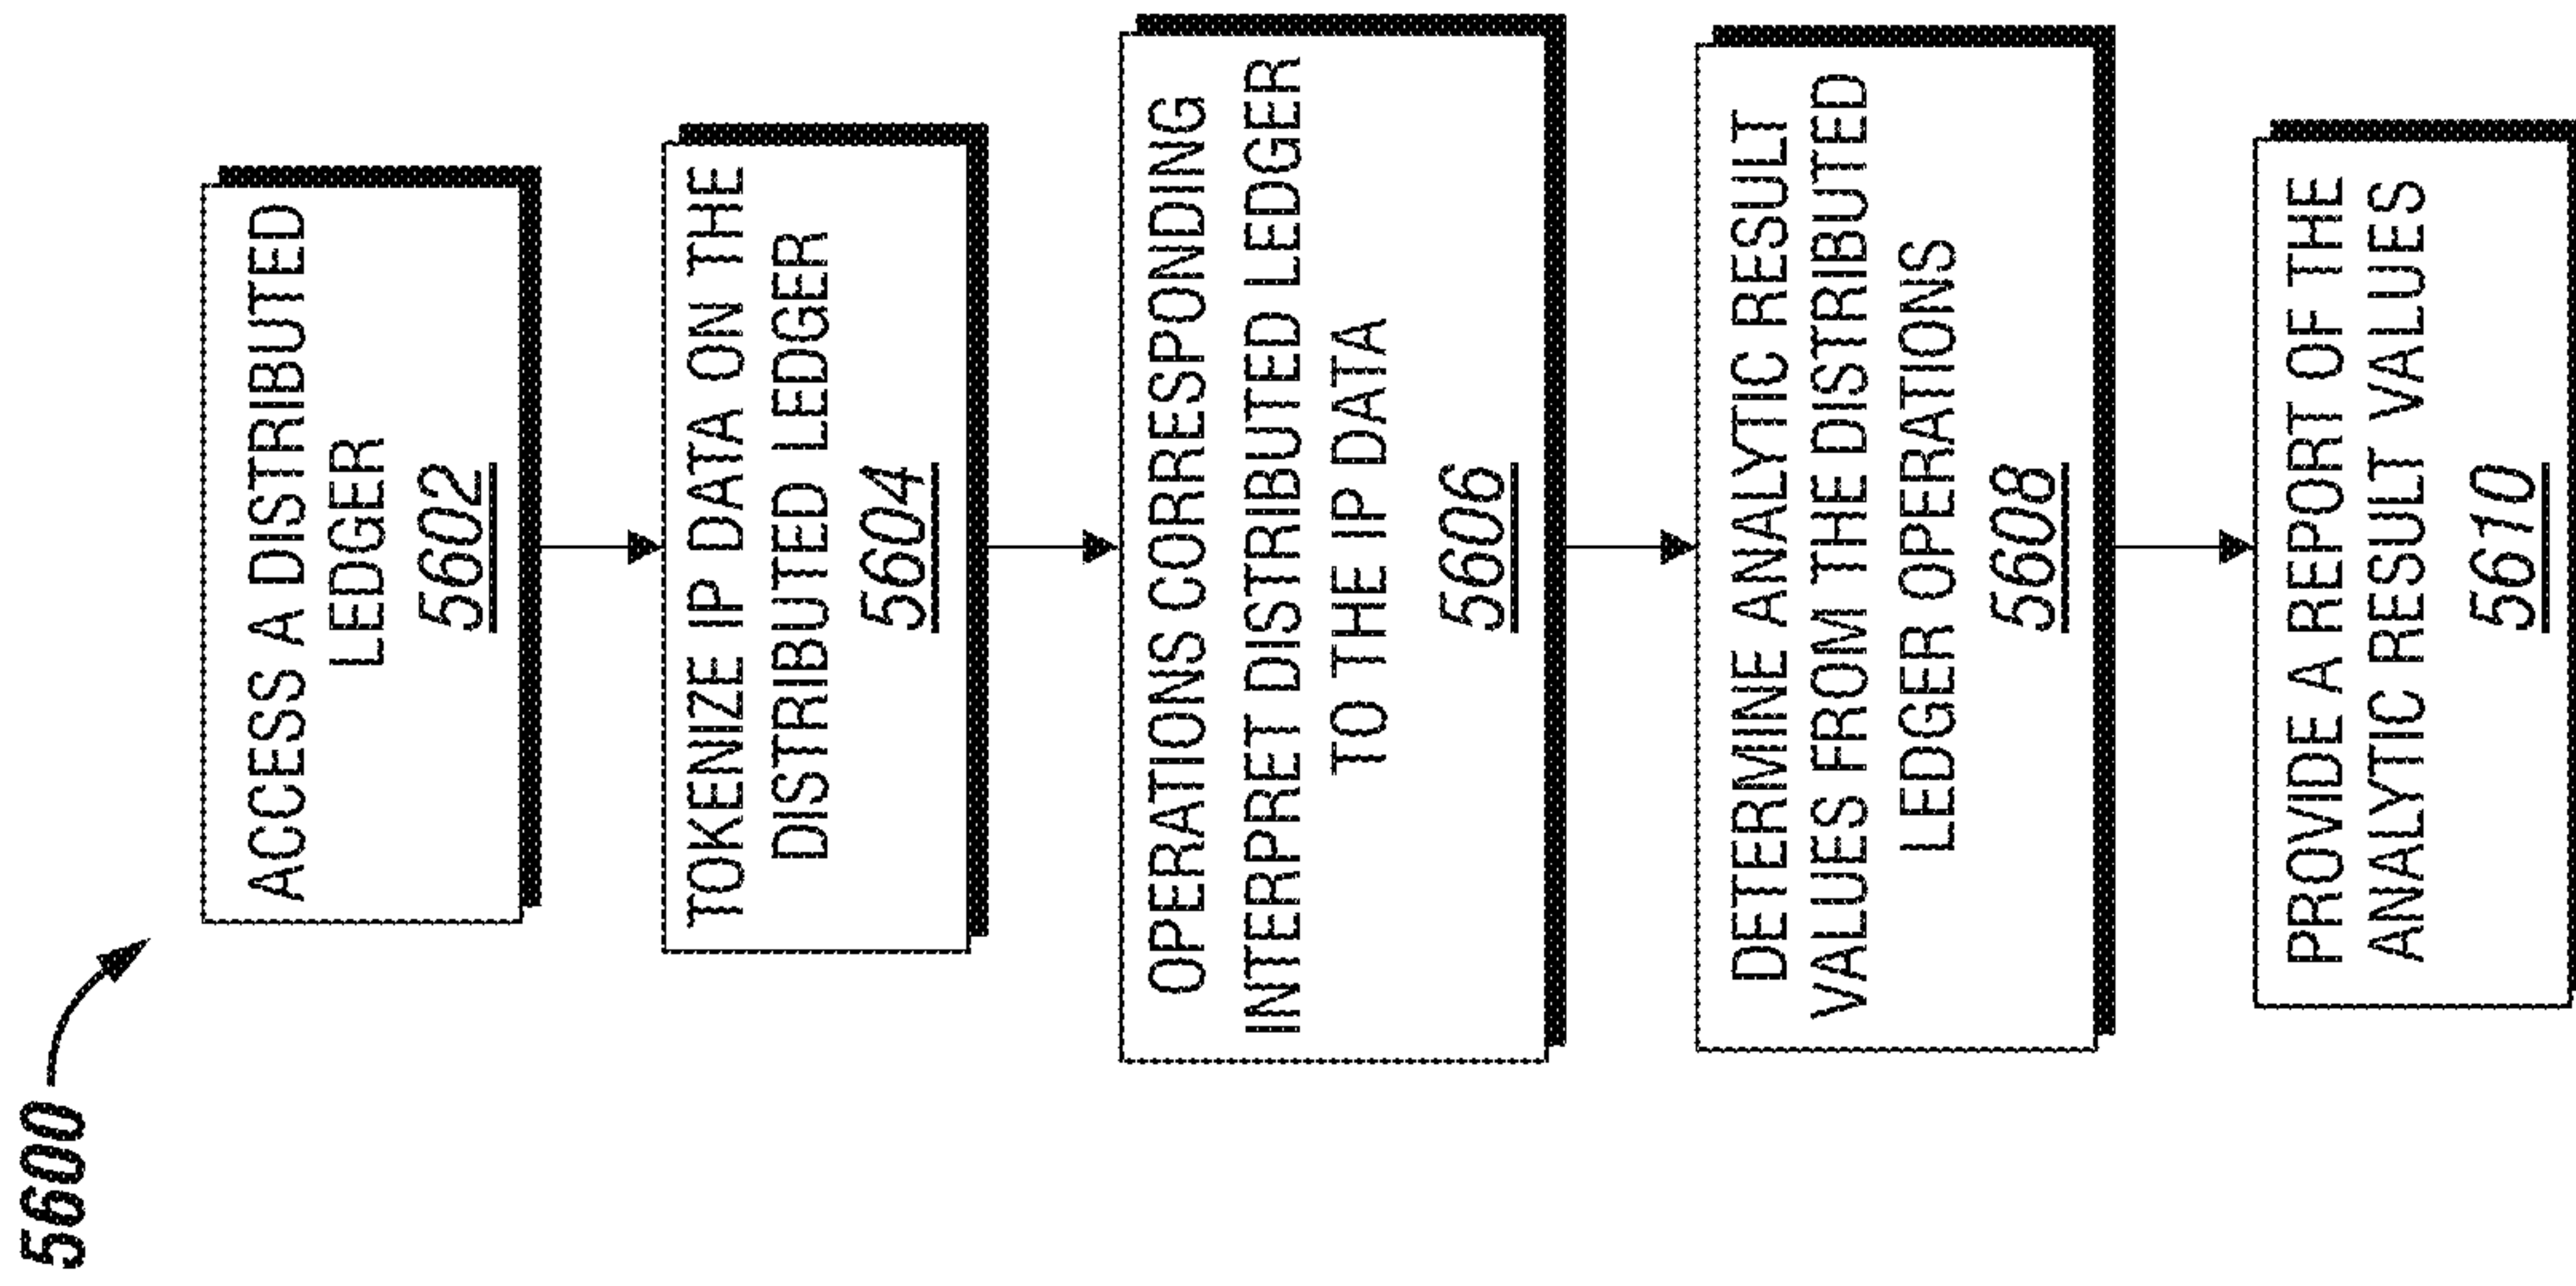 5600
ACCESS A DISTRIBUTED
LEDGER
5602
TOKENIZE IP DATA ON THE
DISTRIBUTED LEDGER
5604
OPERATIONS CORRESPONDING
INTERPRET DISTRIBUTED LEDGER
TO THE IP DATA
5606
DETERMINE ANALYTIC RESULT
VALUES FROM THE DISTRIBUTED
LEDGER OPERATIONS
5608
PROVIDE A REPORT OF THE
ANALYTIC RESULT VALUES
5610